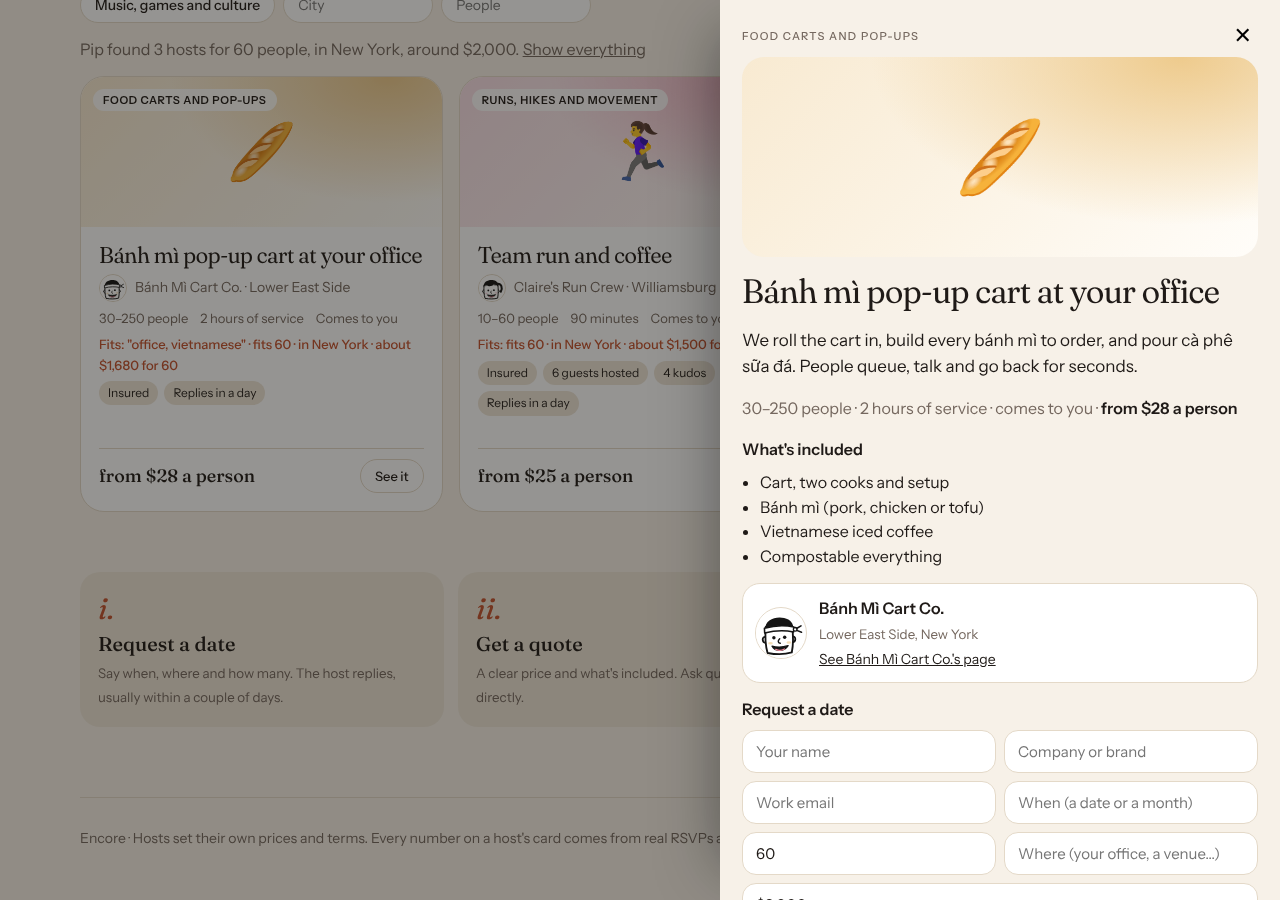 Music, games and culture
City
People
Pip found 3 hosts for 60 people, in New York, around $2,000. Show everything
FOOD CARTS AND POP-UPS
Bánh mì pop-up cart at your office
Bánh Mì Cart Co. · Lower East Side
30–250 people 2 hours of service Comes to you
Fits: "office, vietnamese" · fits 60 · in New York · about
$1,680 for 60
Insured
Replies in a day
from $28 a person
See it
RUNS, HIKES AND MOVEMENT
Team run and coffee
Claire's Run Crew · Williamsburg
10–60 people 90 minutes Comes to yo
Fits: fits 60 · in New York · about $1,500 fo
Insured
6 guests hosted
4 kudos
Replies in a day
from $25 a person
i.
Request a date
Say when, where and how many. The host replies,
usually within a couple of days.
ii.
Get a quote
A clear price and what's included. Ask qu
directly.
Encore · Hosts set their own prices and terms. Every number on a host's card comes from real RSVPs a
FOOD CARTS AND POP-UPS
Bánh mì pop-up cart at your office
We roll the cart in, build every bánh mì to order, and pour cà phê
sữa đá. People queue, talk and go back for seconds.
30–250 people · 2 hours of service · comes to you · from $28 a person
What's included
• Cart, two cooks and setup
• Bánh mì (pork, chicken or tofu)
• Vietnamese iced coffee
• Compostable everything
Bánh Mì Cart Co.
Lower East Side, New York
See Bánh Mì Cart Co.'s page
Request a date
Your name
Company or brand
Work email
When (a date or a month)
60
Where (your office, a venue…)